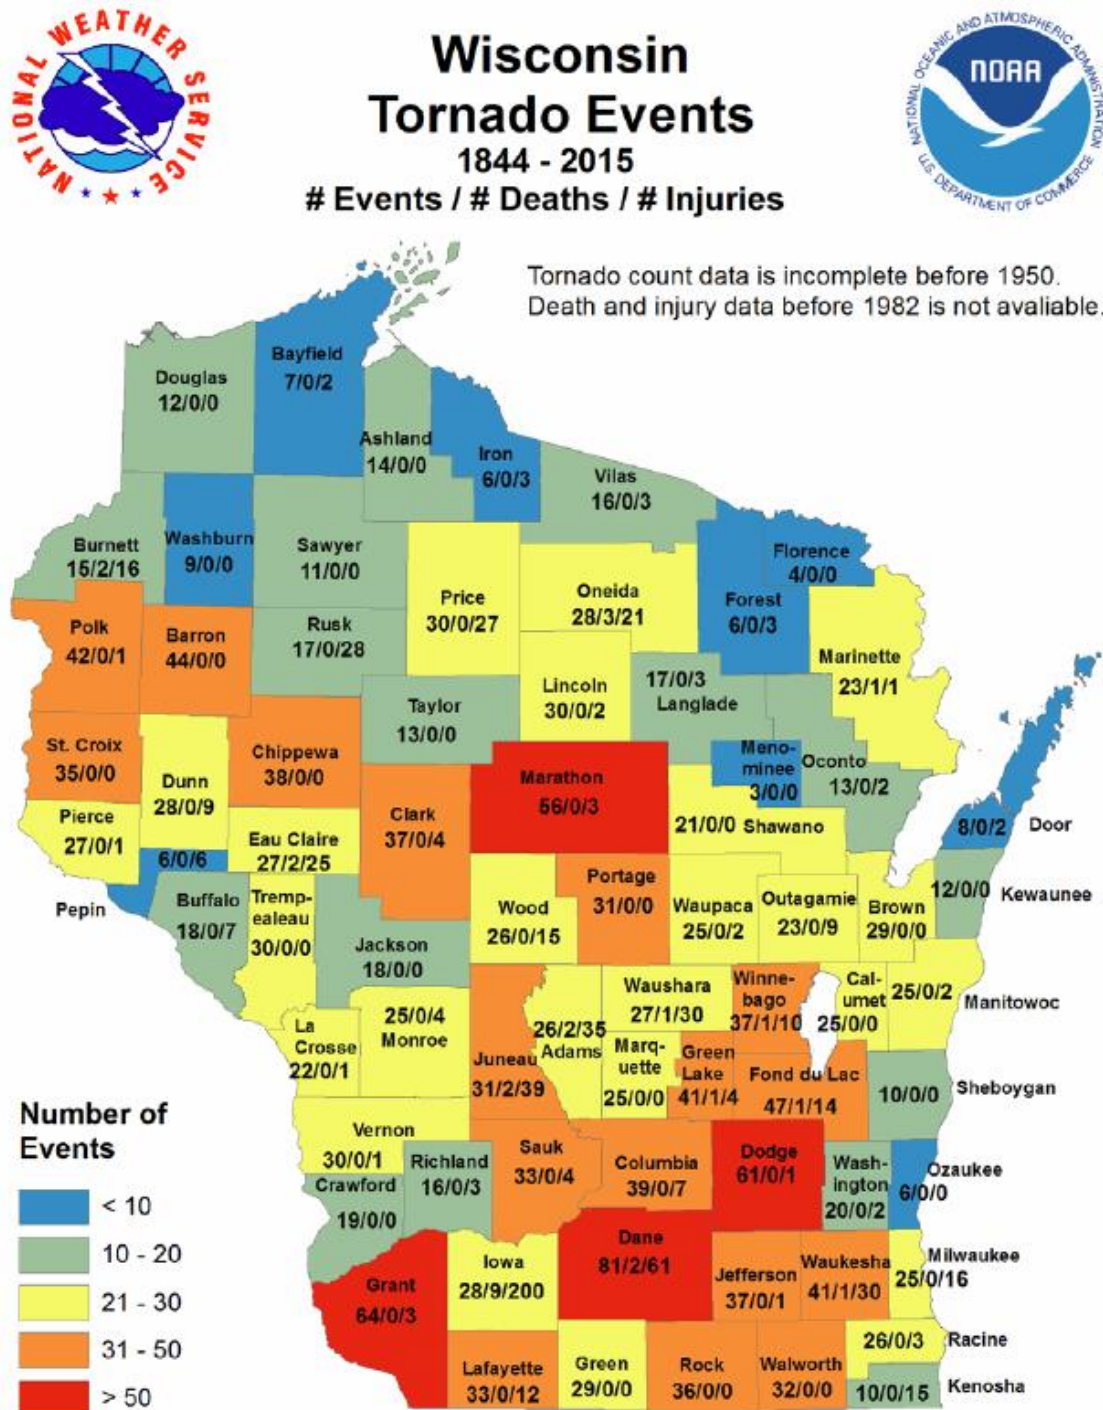 NATIONAL WEATHER SERVICE
Wisconsin
Tornado Events
1844 - 2015
# Events / # Deaths / # Injuries
NATIONAL OCEANIC AND ATMOSPHERIC ADMINISTRATION
NOAA
U.S. DEPARTMENT OF COMMERCE
Tornado count data is incomplete before 1950.
Death and injury data before 1982 is not avaliable.
Bayfield
7/0/2
Douglas
12/0/0
Ashland
14/0/0
Iron
6/0/3
Vilas
16/0/3
Burnett
15/2/16
Washburn
9/0/0
Sawyer
11/0/0
Florence
4/0/0
Price
30/0/27
Oneida
28/3/21
Forest
6/0/3
Polk
42/0/1
Barron
44/0/0
Rusk
17/0/28
Marinette
23/1/1
Lincoln
30/0/2
17/0/3
Langlade
Taylor
13/0/0
St. Croix
35/0/0
Dunn
28/0/9
Chippewa
38/0/0
Marathon
56/0/3
Meno-
minee
3/0/0
Oconto
13/0/2
Pierce
27/0/1
Clark
37/0/4
21/0/0 Shawano
8/0/2 Door
Eau Claire
27/2/25
6/0/6
Pepin
Buffalo
18/0/7
Tremp-
ealeau
30/0/0
Portage
31/0/0
Wood
26/0/15
Waupaca
25/0/2
Outagamie
23/0/9
Brown
29/0/0
12/0/0 Kewaunee
Jackson
18/0/0
Waushara
27/1/30
Winne-
bago
37/1/10
Cal-
umet
25/0/0
25/0/2 Manitowoc
La
Crosse
22/0/1
25/0/4
Monroe
Juneau
31/2/39
26/2/35
Adams
Marq-
uette
25/0/0
Green
Lake
41/1/4
Fond du Lac
47/1/14
10/0/0 Sheboygan
Vernon
30/0/1
Richland
16/0/3
Sauk
33/0/4
Columbia
39/0/7
Dodge
61/0/1
Wash-
ington
20/0/2
Ozaukee
6/0/0
Crawford
19/0/0
Grant
64/0/3
Iowa
28/9/200
Dane
81/2/61
Jefferson
37/0/1
Waukesha
41/1/30
Milwaukee
25/0/16
Lafayette
33/0/12
Green
29/0/0
Rock
36/0/0
Walworth
32/0/0
26/0/3 Racine
10/0/15 Kenosha
Number of
Events
< 10
10 - 20
21 - 30
31 - 50
> 50